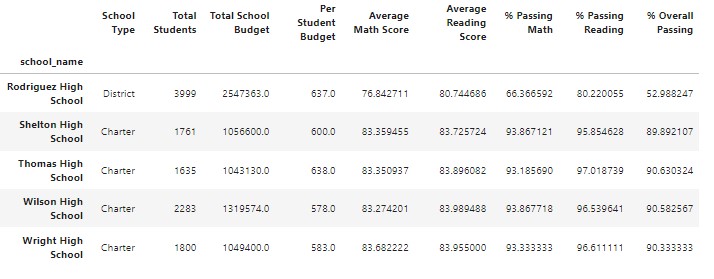 School Type Total Students Total School Budget Per Student Budget Average Math Score Average Reading Score % Passing Math % Passing Reading % Overall Passing
school_name
Rodriguez High School District 3999 2547363.0 637.0 76.842711 80.744686 66.366592 80.220055 52.988247
Shelton High School Charter 1761 1056600.0 600.0 83.359455 83.725724 93.867121 95.854628 89.892107
Thomas High School Charter 1635 1043130.0 638.0 83.350937 83.896082 93.185690 97.018739 90.630324
Wilson High School Charter 2283 1319574.0 578.0 83.274201 83.989488 93.867718 96.539641 90.582567
Wright High School Charter 1800 1049400.0 583.0 83.682222 83.955000 93.333333 96.611111 90.333333